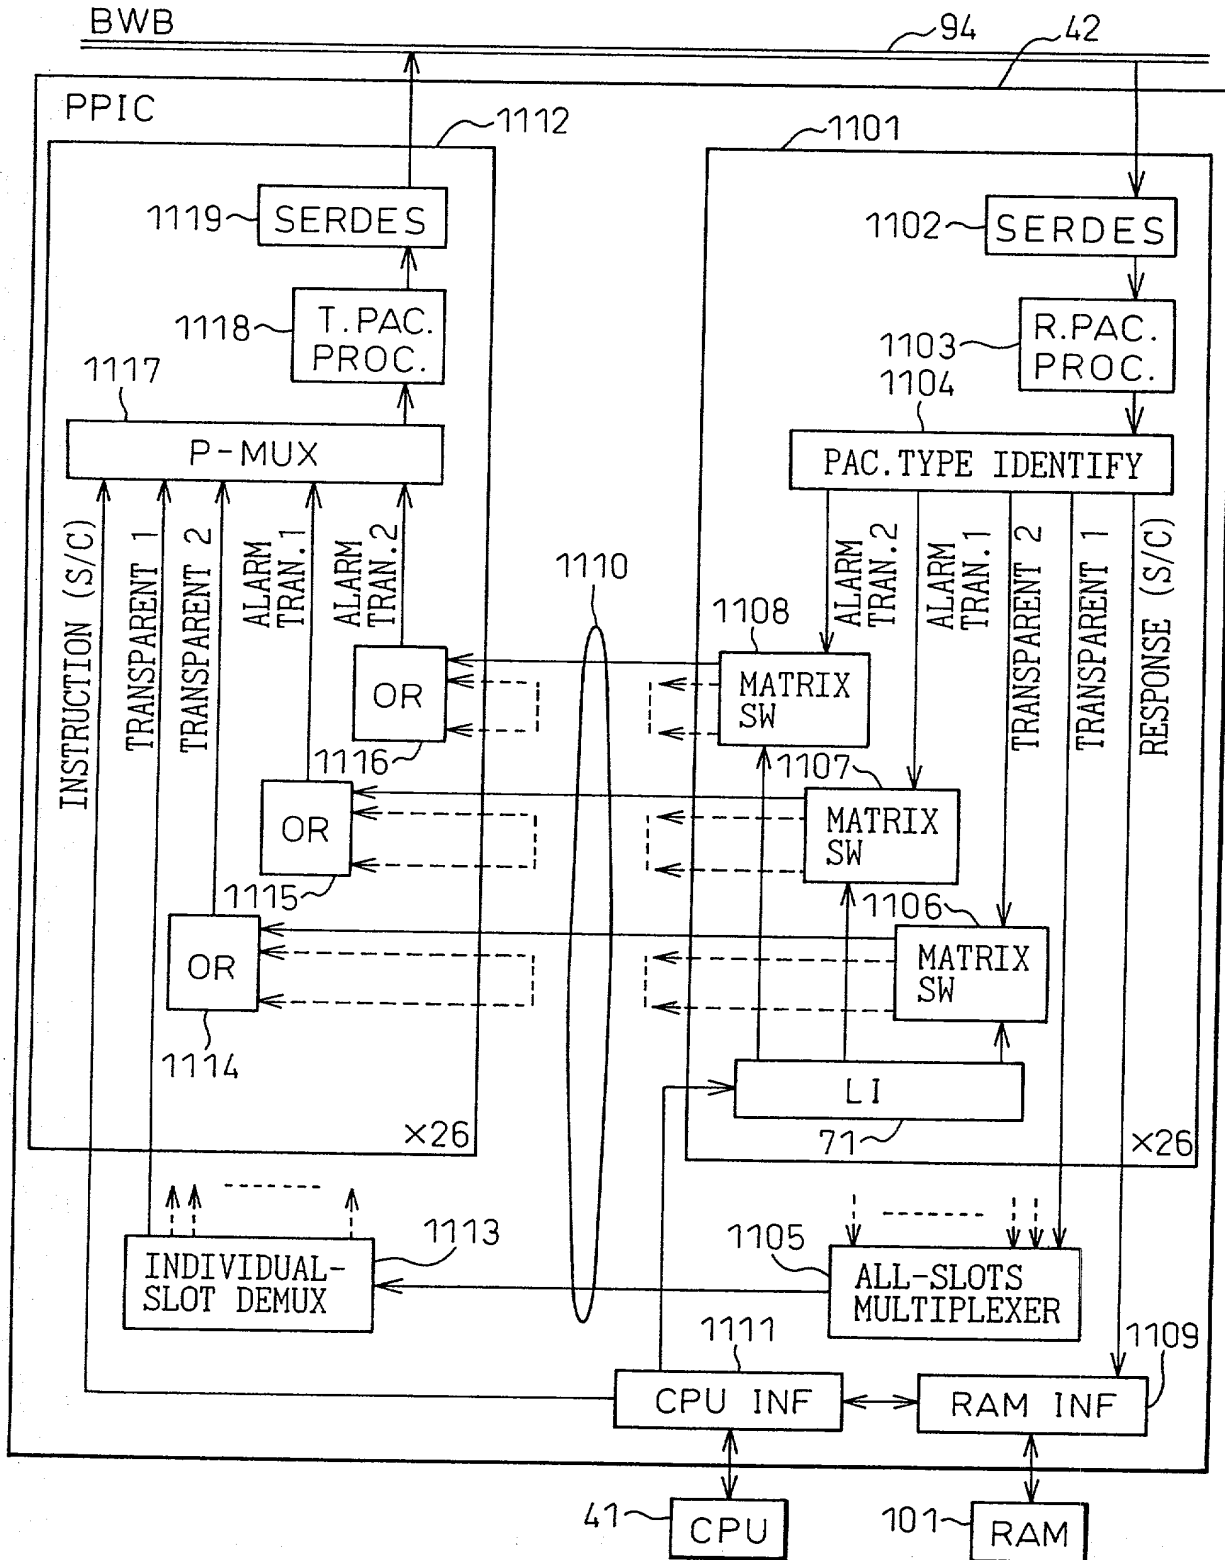 BWB
94
42
PPIC
1112
1101
1119
SERDES
1102
SERDES
1118
T.PAC.
PROC.
1103
R.PAC.
PROC.
1117
1104
P-MUX
PAC.TYPE IDENTIFY
INSTRUCTION (S/C)
TRANSPARENT 1
TRANSPARENT 2
ALARM
TRAN.1
ALARM
TRAN.2
1110
ALARM
TRAN.2
ALARM
TRAN.1
TRANSPARENT 2
TRANSPARENT 1
RESPONSE (S/C)
1108
OR
MATRIX
SW
1116
1107
OR
MATRIX
SW
1115
1106
OR
MATRIX
SW
1114
LI
71
×26
×26
1113
1105
INDIVIDUAL-
SLOT DEMUX
ALL-SLOTS
MULTIPLEXER
1111
1109
CPU INF
RAM INF
41
CPU
101
RAM